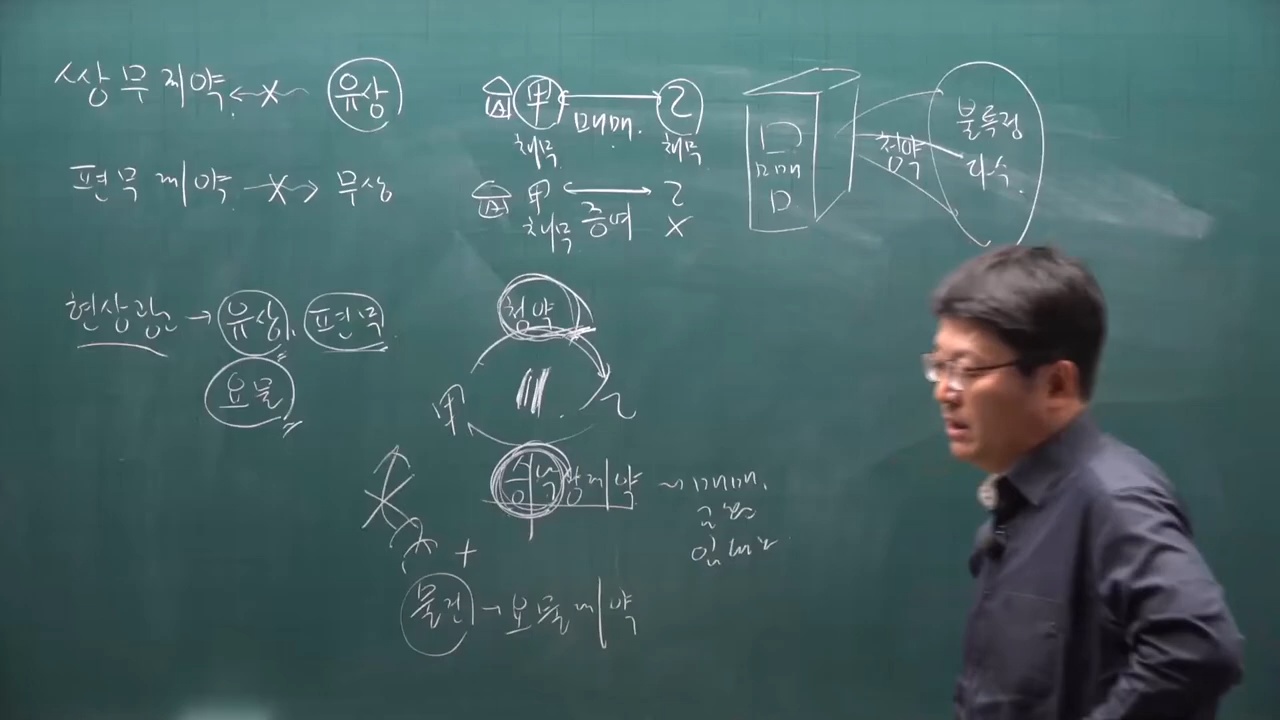 쌍무계약 ← × 유상
편무계약 × → 무상
A 甲 ↔ 乙
매매.
채무 채무
A 甲 ↔ 乙
채무 증여 ×
매매
청약
불특정
다수.
현상광고 → 유상, 편무.
요물
청약
甲 乙
승낙
계약 ~ 매매.
교환
임대차
+
물건 → 요물계약